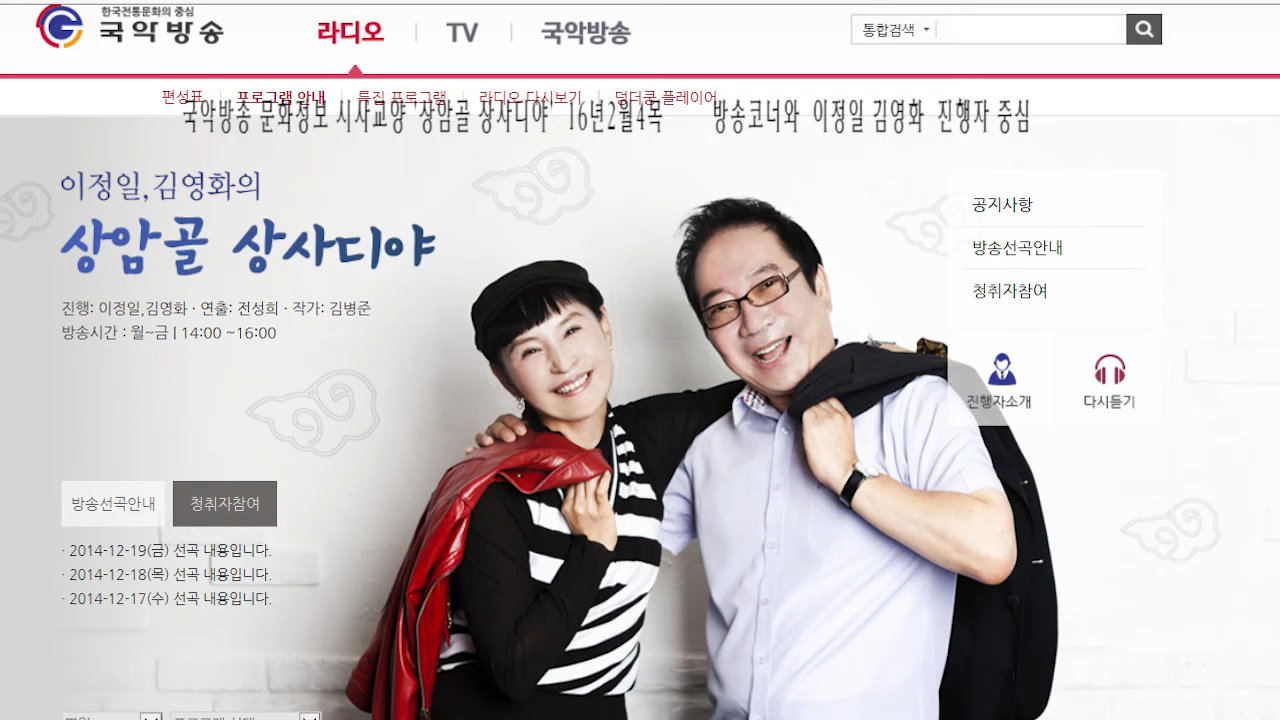 한국전통문화의 중심
국악방송
라디오
TV
국악방송
통합검색
편성표
프로그램 안내
특집 프로그램
라디오 다시보기
덩더쿵 플레이어
국악방송 문화정보 시사교양 '상암골 상사디야' 16년2월4목 방송코너와 이정일 김영화 진행자 중심
이정일,김영화의
상암골 상사디야
진행: 이정일,김영화 · 연출: 전성희 · 작가: 김병준
방송시간 : 월~금 | 14:00 ~16:00
공지사항
방송선곡안내
청취자참여
진행자소개
다시듣기
방송선곡안내
청취자참여
· 2014-12-19(금) 선곡 내용입니다.
· 2014-12-18(목) 선곡 내용입니다.
· 2014-12-17(수) 선곡 내용입니다.